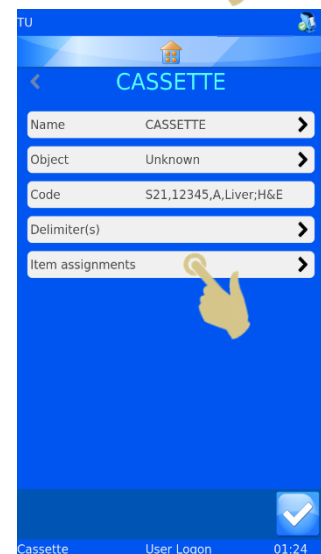 TU
CASSETTE
Name CASSETTE
Object Unknown
Code S21,12345,A,Liver;H&E
Delimiter(s)
Item assignments
Cassette User Logon 01:24